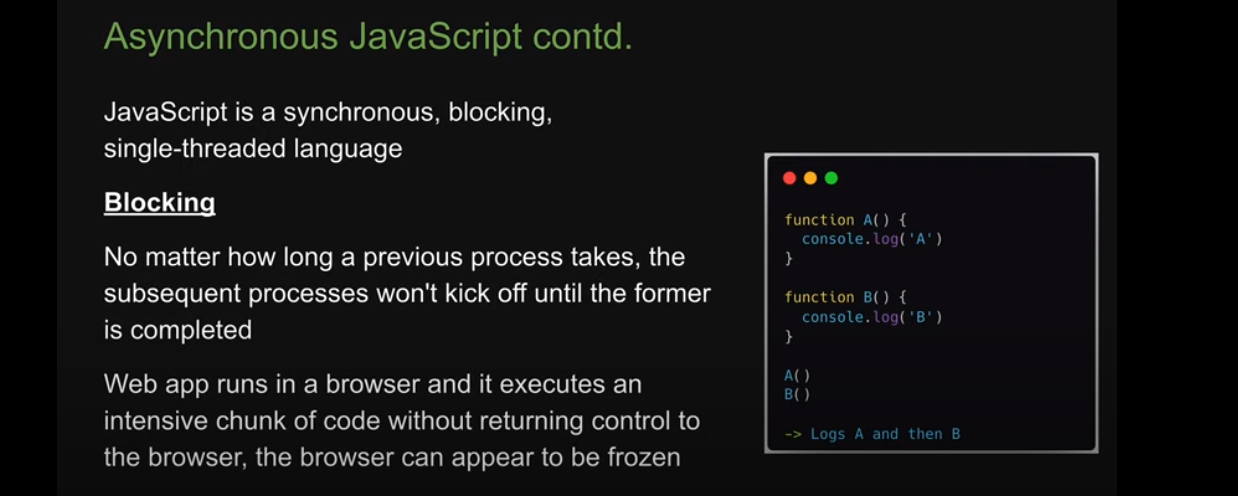 Asynchronous JavaScript contd.
JavaScript is a synchronous, blocking,
single-threaded language
Blocking
No matter how long a previous process takes, the
subsequent processes won't kick off until the former
is completed
Web app runs in a browser and it executes an
intensive chunk of code without returning control to
the browser, the browser can appear to be frozen
function A() {
  console.log('A')
}
function B() {
  console.log('B')
}
A()
B()
-> Logs A and then B